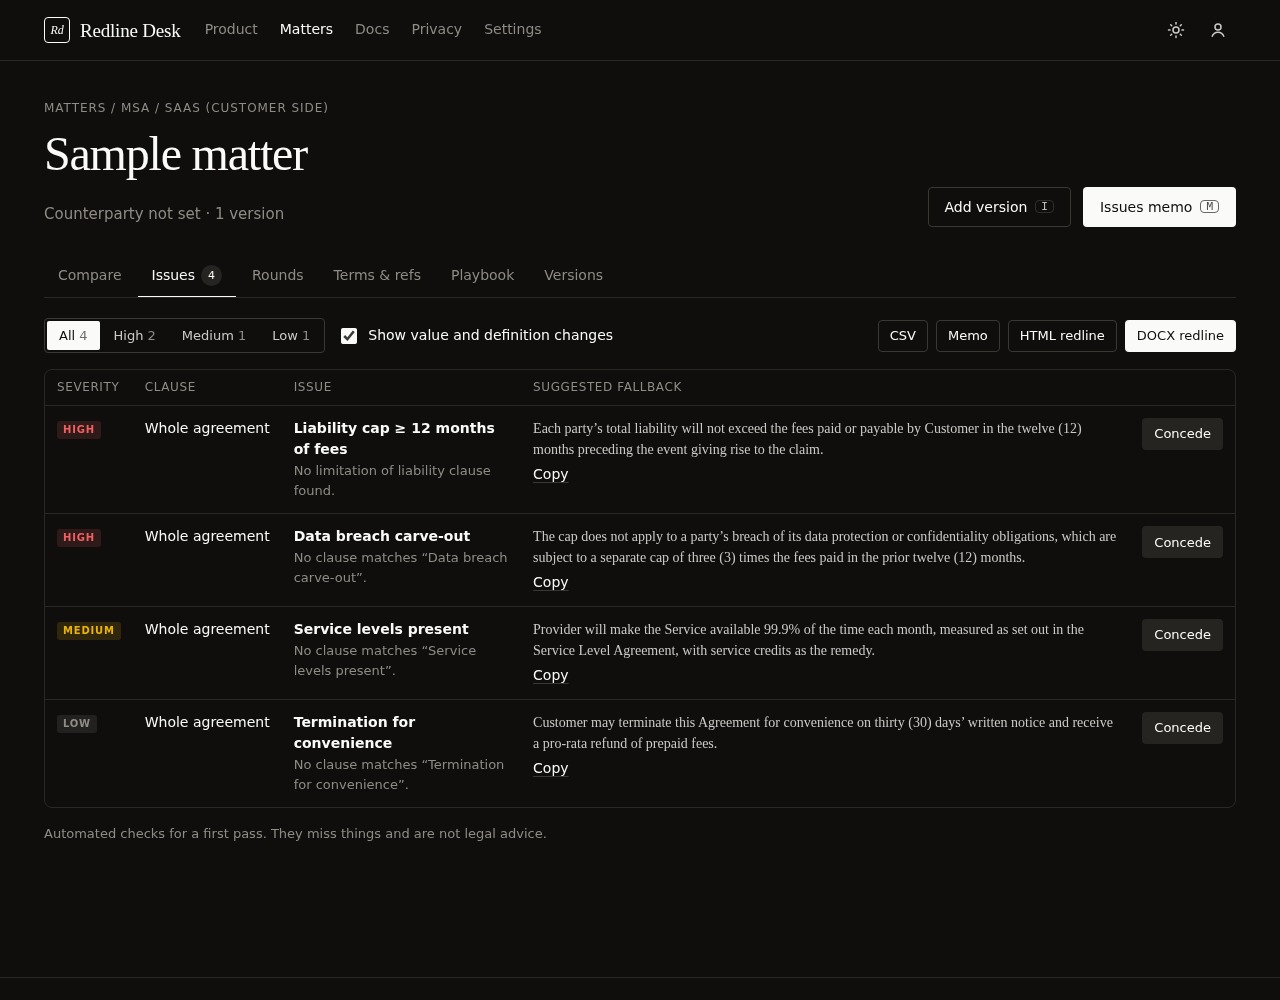 Rd Redline Desk Product Matters Docs Privacy Settings
MATTERS / MSA / SAAS (CUSTOMER SIDE)
Sample matter
Counterparty not set · 1 version
Add version I Issues memo M
Compare Issues 4 Rounds Terms & refs Playbook Versions
All 4 High 2 Medium 1 Low 1 Show value and definition changes CSV Memo HTML redline DOCX redline
SEVERITY CLAUSE ISSUE SUGGESTED FALLBACK
HIGH Whole agreement Liability cap ≥ 12 months Each party’s total liability will not exceed the fees paid or payable by Customer in the twelve (12) Concede
of fees months preceding the event giving rise to the claim.
No limitation of liability clause Copy
found.
HIGH Whole agreement Data breach carve-out The cap does not apply to a party’s breach of its data protection or confidentiality obligations, which are Concede
No clause matches “Data breach subject to a separate cap of three (3) times the fees paid in the prior twelve (12) months.
carve-out”. Copy
MEDIUM Whole agreement Service levels present Provider will make the Service available 99.9% of the time each month, measured as set out in the Concede
No clause matches “Service Service Level Agreement, with service credits as the remedy.
levels present”. Copy
LOW Whole agreement Termination for Customer may terminate this Agreement for convenience on thirty (30) days’ written notice and receive Concede
convenience a pro-rata refund of prepaid fees.
No clause matches “Termination Copy
for convenience”.
Automated checks for a first pass. They miss things and are not legal advice.